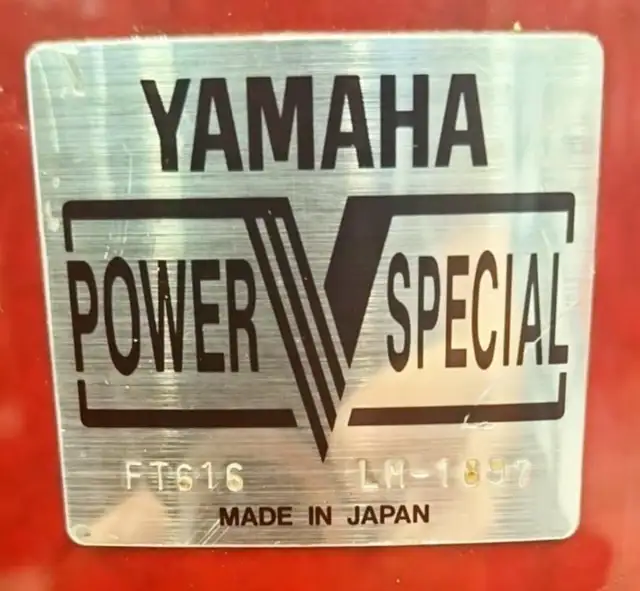 YAMAHA
POWER V SPECIAL
FT616
MADE IN JAPAN